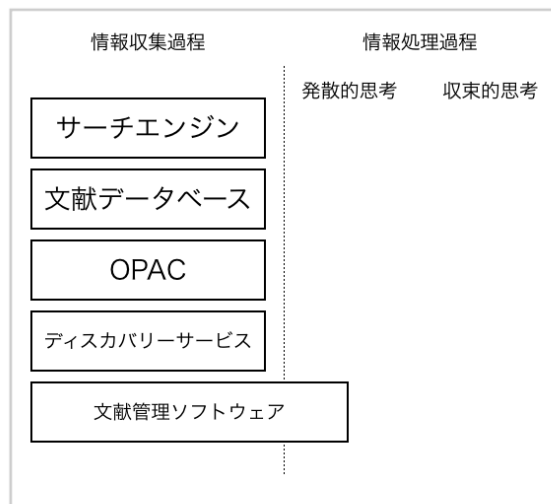 情報収集過程 情報処理過程
発散的思考 収束的思考
サーチエンジン
文献データベース
OPAC
ディスカバリーサービス
文献管理ソフトウェア